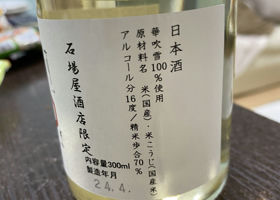 日本酒
華吹雪100%使用
原材料名 米(国産)・米こうじ(国産米)
アルコール分16度/精米歩合70%
石場屋酒店限定
内容量300ml
製造年月
24.4.